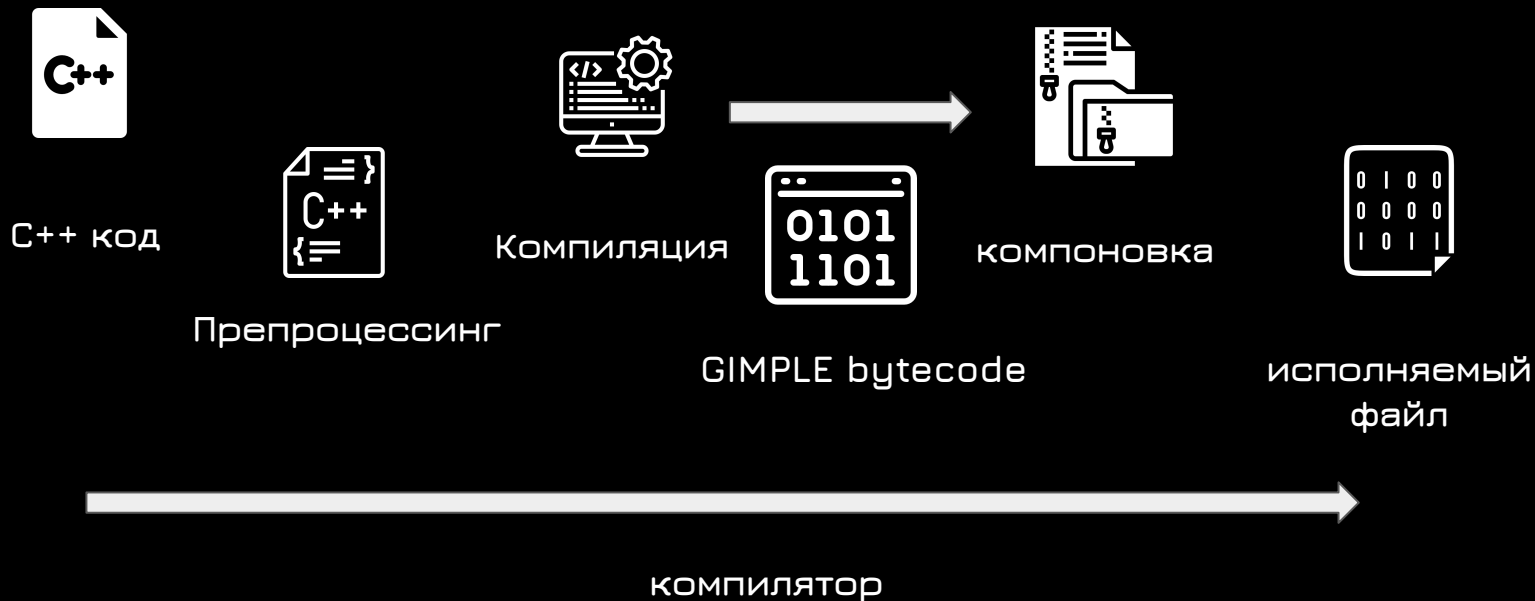 C++
C++ код
C++
Препроцессинг
Компиляция
0101
1101
GIMPLE bytecode
компоновка
0 1 0 0
0 0 0 0
1 0 1 1
исполняемый
файл
компилятор